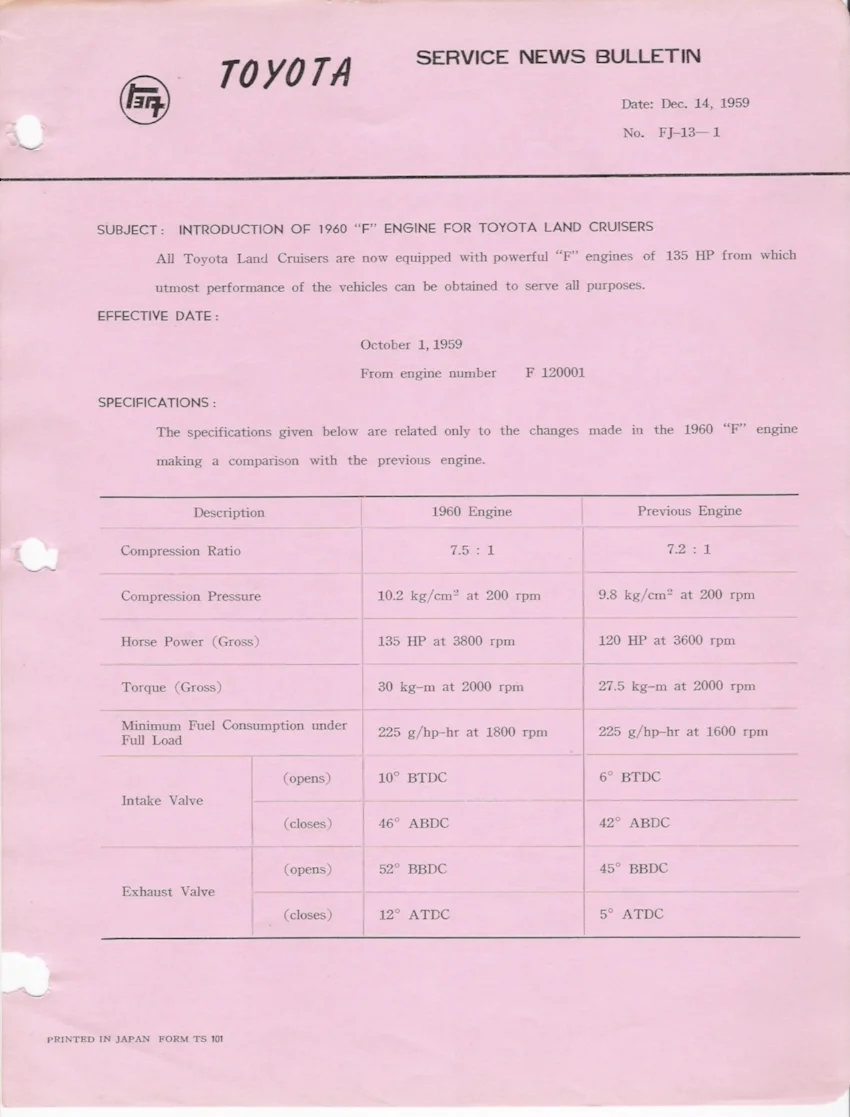 トヨタ
TOYOTA
SERVICE NEWS BULLETIN
Date: Dec. 14, 1959
No. FJ-13-1
SUBJECT: INTRODUCTION OF 1960 "F" ENGINE FOR TOYOTA LAND CRUISERS
All Toyota Land Cruisers are now equipped with powerful "F" engines of 135 HP from which
utmost performance of the vehicles can be obtained to serve all purposes.
EFFECTIVE DATE:
October 1, 1959
From engine number F 120001
SPECIFICATIONS:
The specifications given below are related only to the changes made in the 1960 "F" engine
making a comparison with the previous engine.
Description 1960 Engine Previous Engine
Compression Ratio 7.5 : 1 7.2 : 1
Compression Pressure 10.2 kg/cm² at 200 rpm 9.8 kg/cm² at 200 rpm
Horse Power (Gross) 135 HP at 3800 rpm 120 HP at 3600 rpm
Torque (Gross) 30 kg-m at 2000 rpm 27.5 kg-m at 2000 rpm
Minimum Fuel Consumption under
Full Load 225 g/hp-hr at 1800 rpm 225 g/hp-hr at 1600 rpm
Intake Valve (opens) 10° BTDC 6° BTDC
(closes) 46° ABDC 42° ABDC
Exhaust Valve (opens) 52° BBDC 45° BBDC
(closes) 12° ATDC 5° ATDC
PRINTED IN JAPAN FORM TS 101